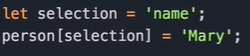 let selection = 'name';
person[selection] = 'Mary';